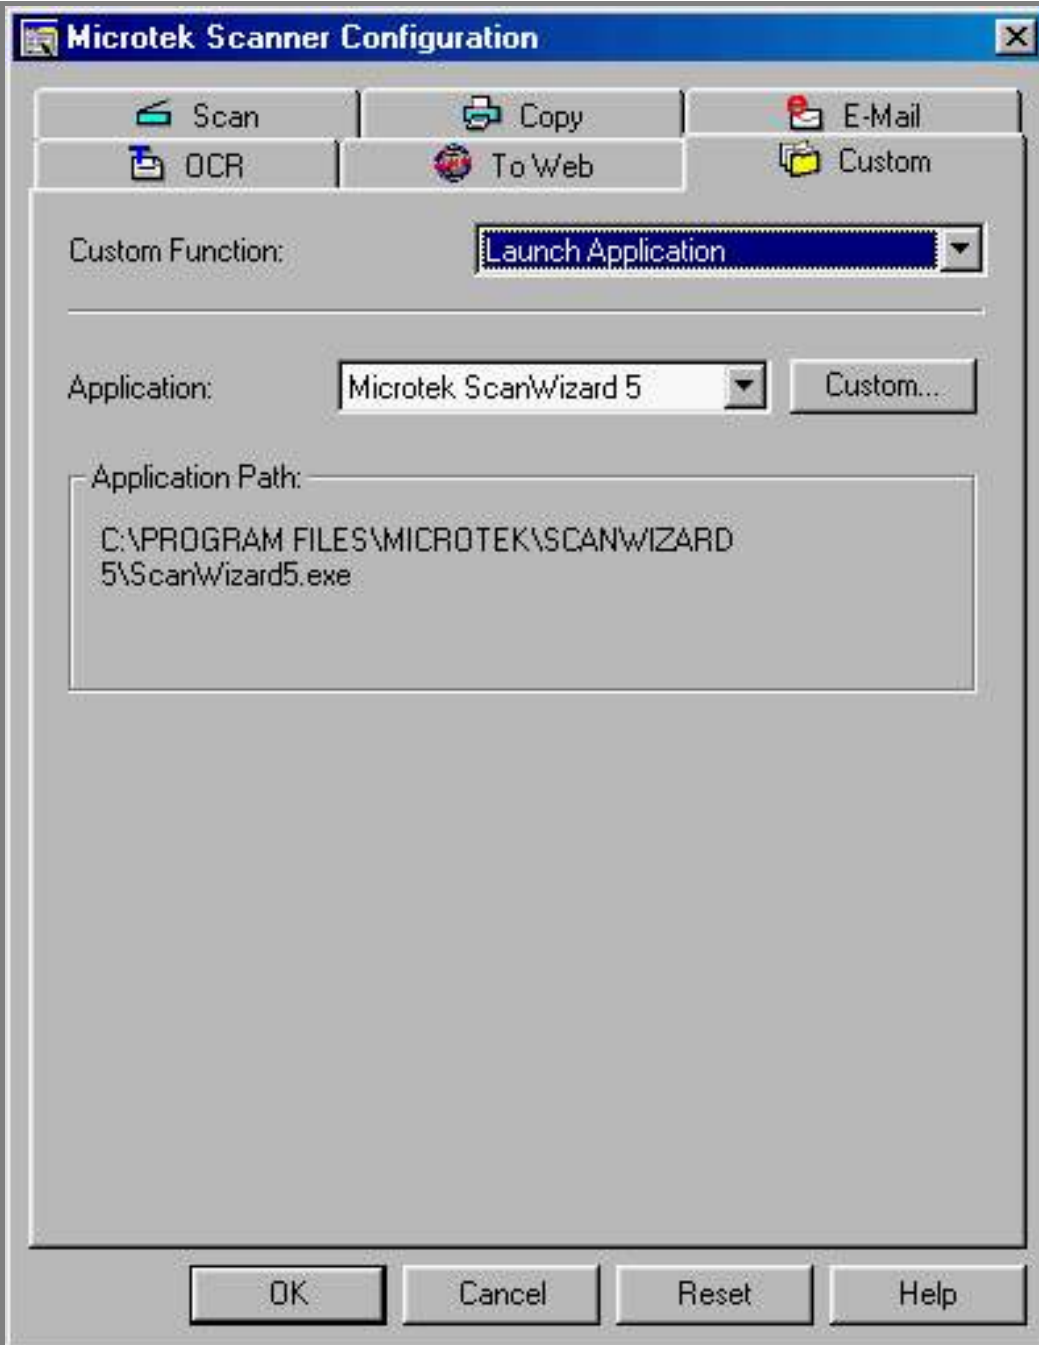 Microtek Scanner Configuration
Scan Copy E-Mail
OCR To Web Custom
Custom Function: Launch Application
Application: Microtek ScanWizard 5 Custom...
Application Path:
C:\PROGRAM FILES\MICROTEK\SCANWIZARD
5\ScanWizard5.exe
OK Cancel Reset Help